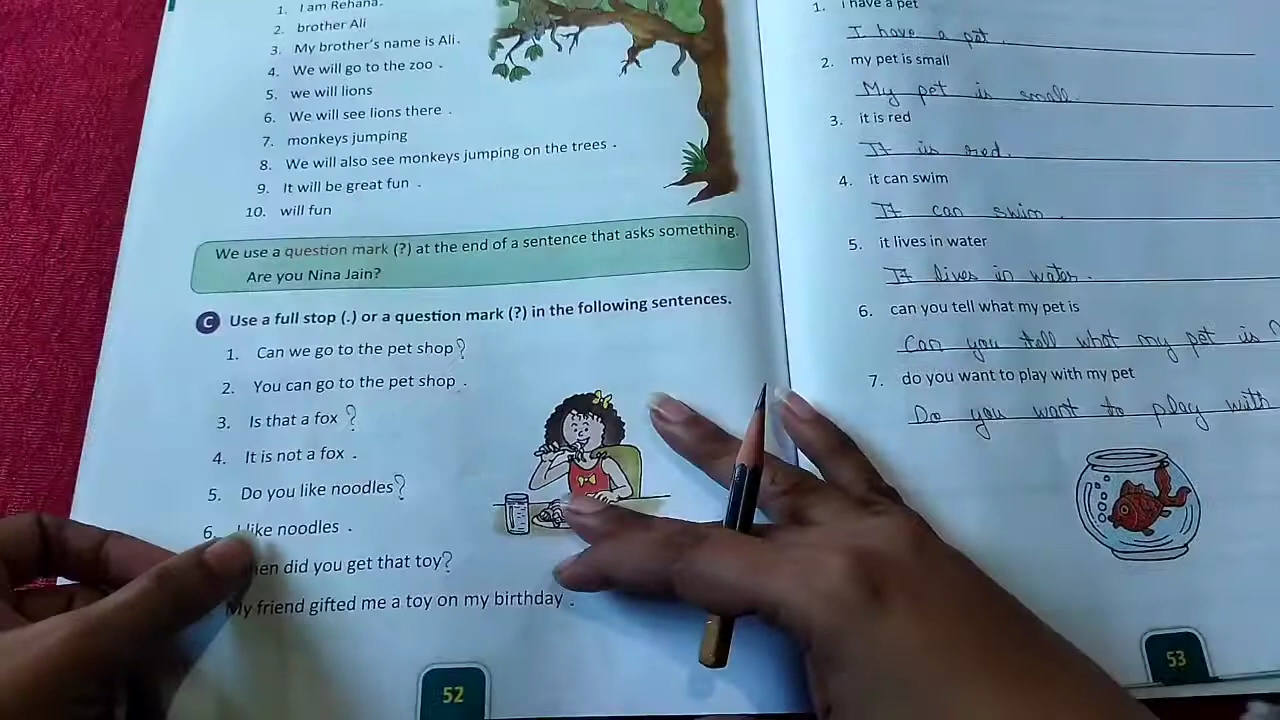 1. I am Rehana.
2. brother Ali
3. My brother's name is Ali.
4. We will go to the zoo .
5. we will lions
6. We will see lions there .
7. monkeys jumping
8. We will also see monkeys jumping on the trees .
9. It will be great fun .
10. will fun
We use a question mark (?) at the end of a sentence that asks something.
Are you Nina Jain?
C Use a full stop (.) or a question mark (?) in the following sentences.
1. Can we go to the pet shop?
2. You can go to the pet shop .
3. Is that a fox ?
4. It is not a fox .
5. Do you like noodles?
6. I like noodles .
did you get that toy?
My friend gifted me a toy on my birthday .
52
1. i have a pet
I have a pet.
2. my pet is small
My pet is small.
3. it is red
It is red.
4. it can swim
It can swim.
5. it lives in water
It lives in water.
6. can you tell what my pet is
Can you tell what my pet is
7. do you want to play with my pet
Do you want to play with
53